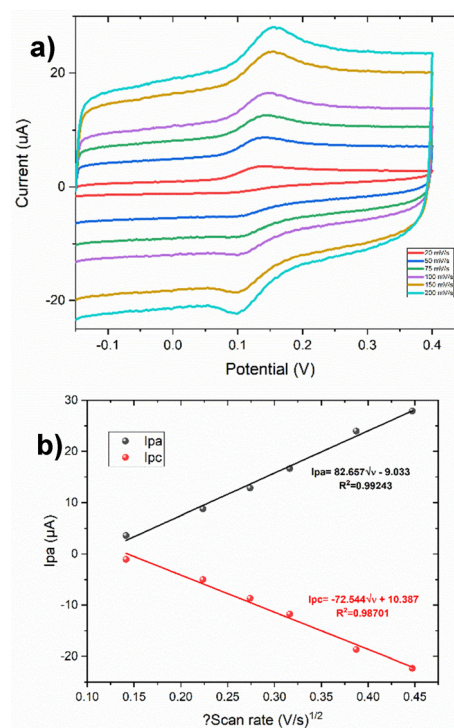 a)
20
0
-20
Current (uA)
-0.1 0.0 0.1 0.2 0.3 0.4
Potential (V)
20 mV/s
50 mV/s
75 mV/s
100 mV/s
150 mV/s
200 mV/s
b)
30
20
10
0
-10
-20
Ipa (µA)
Ipa
Ipc
Ipa= 82.657√v - 9.033
R²=0.99243
Ipc= -72.544√v + 10.387
R²=0.98701
0.10 0.15 0.20 0.25 0.30 0.35 0.40 0.45
?Scan rate (V/s)^1/2